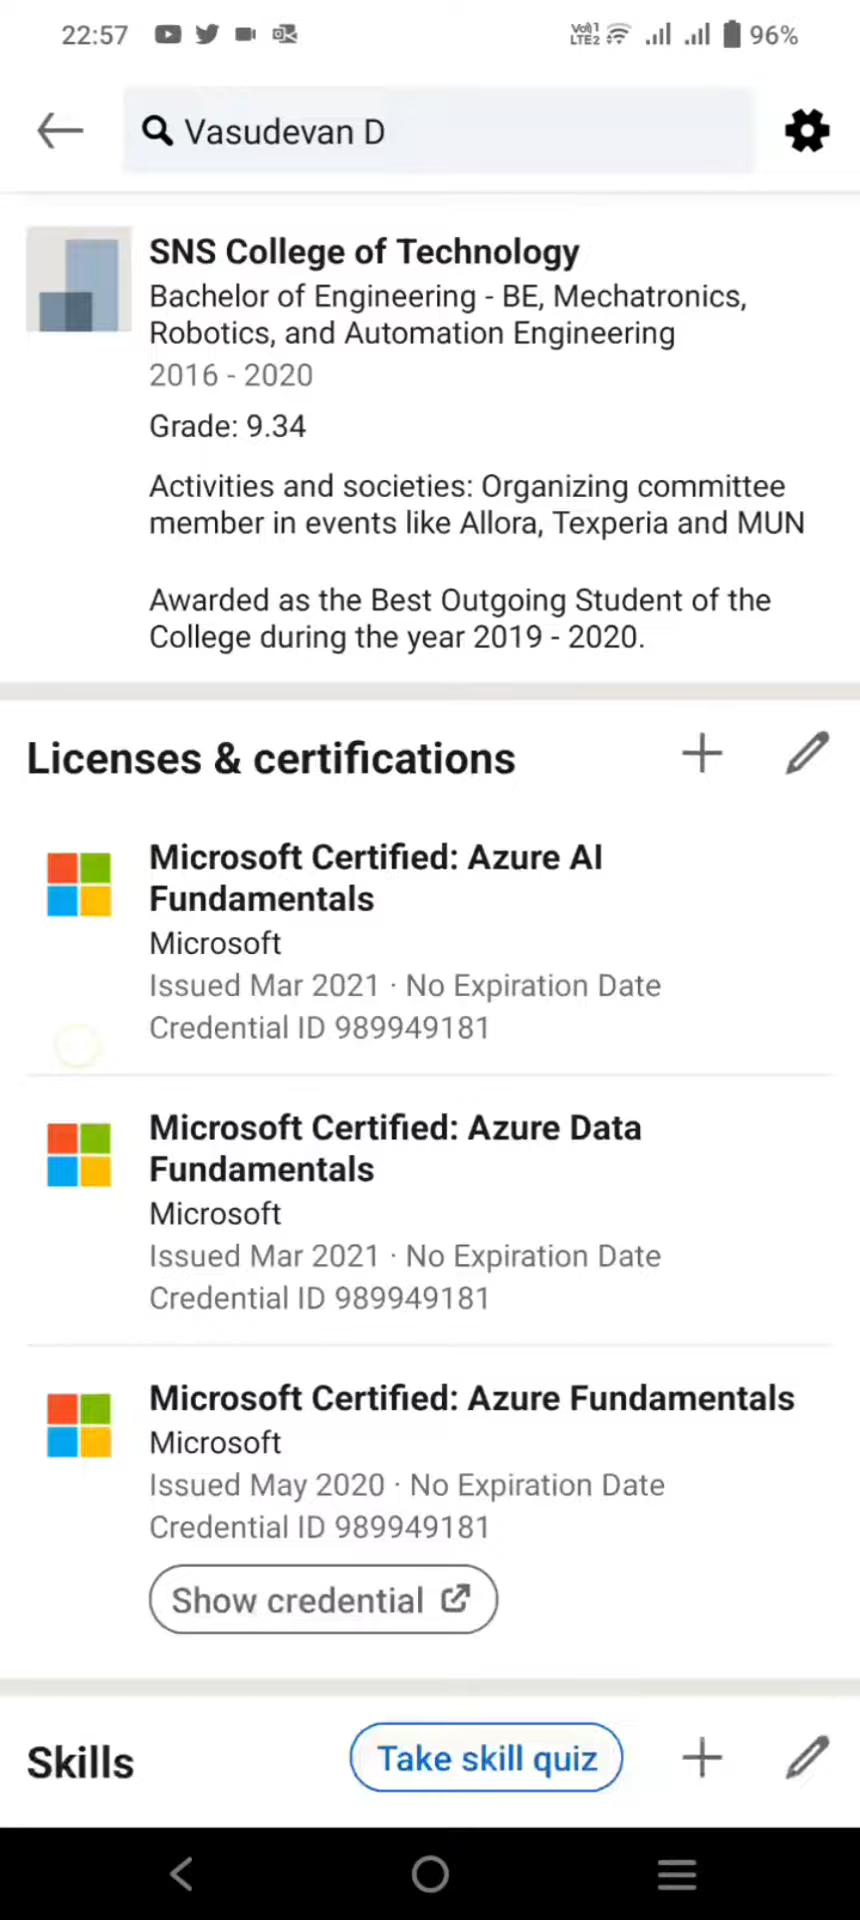 22:57
Vo)) 1
LTE2
96%
Vasudevan D
SNS College of Technology
Bachelor of Engineering - BE, Mechatronics,
Robotics, and Automation Engineering
2016 - 2020
Grade: 9.34
Activities and societies: Organizing committee
member in events like Allora, Texperia and MUN
Awarded as the Best Outgoing Student of the
College during the year 2019 - 2020.
Licenses & certifications
Microsoft Certified: Azure AI
Fundamentals
Microsoft
Issued Mar 2021 · No Expiration Date
Credential ID 989949181
Microsoft Certified: Azure Data
Fundamentals
Microsoft
Issued Mar 2021 · No Expiration Date
Credential ID 989949181
Microsoft Certified: Azure Fundamentals
Microsoft
Issued May 2020 · No Expiration Date
Credential ID 989949181
Show credential
Skills
Take skill quiz